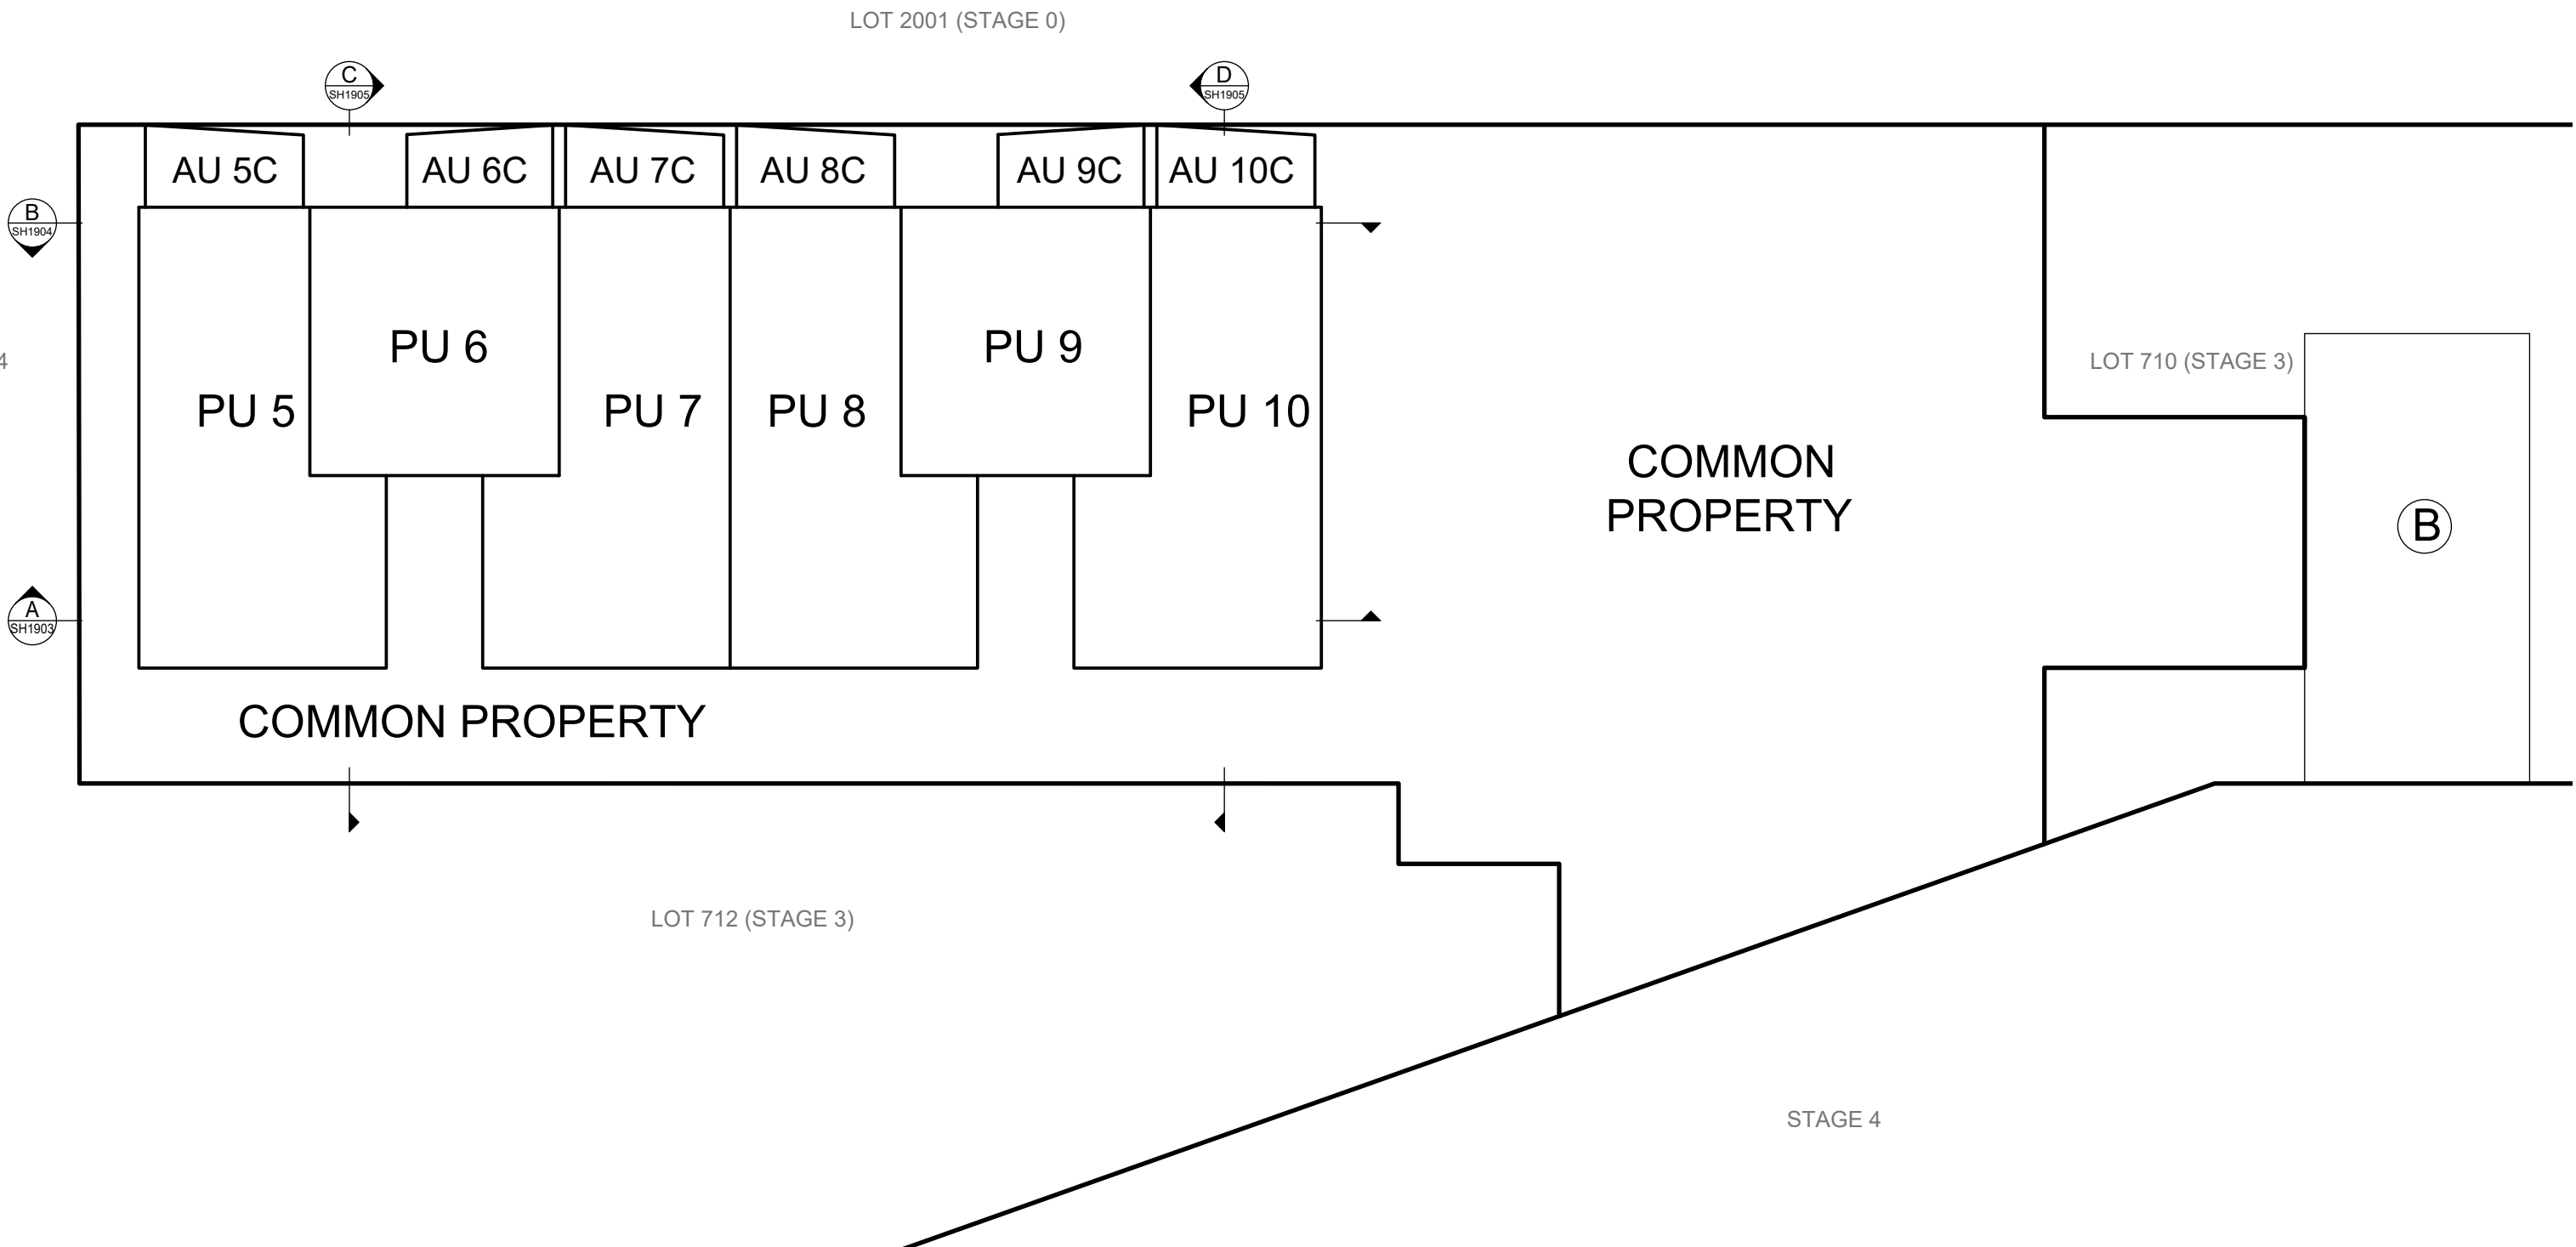 LOT 2001 (STAGE 0)
C
SH1905
D
SH1905
AU 5C
AU 6C
AU 7C
AU 8C
AU 9C
AU 10C
B
SH1904
PU 6
PU 9
4
LOT 710 (STAGE 3)
PU 5
PU 7
PU 8
PU 10
COMMON
PROPERTY
B
A
SH1903
COMMON PROPERTY
LOT 712 (STAGE 3)
STAGE 4